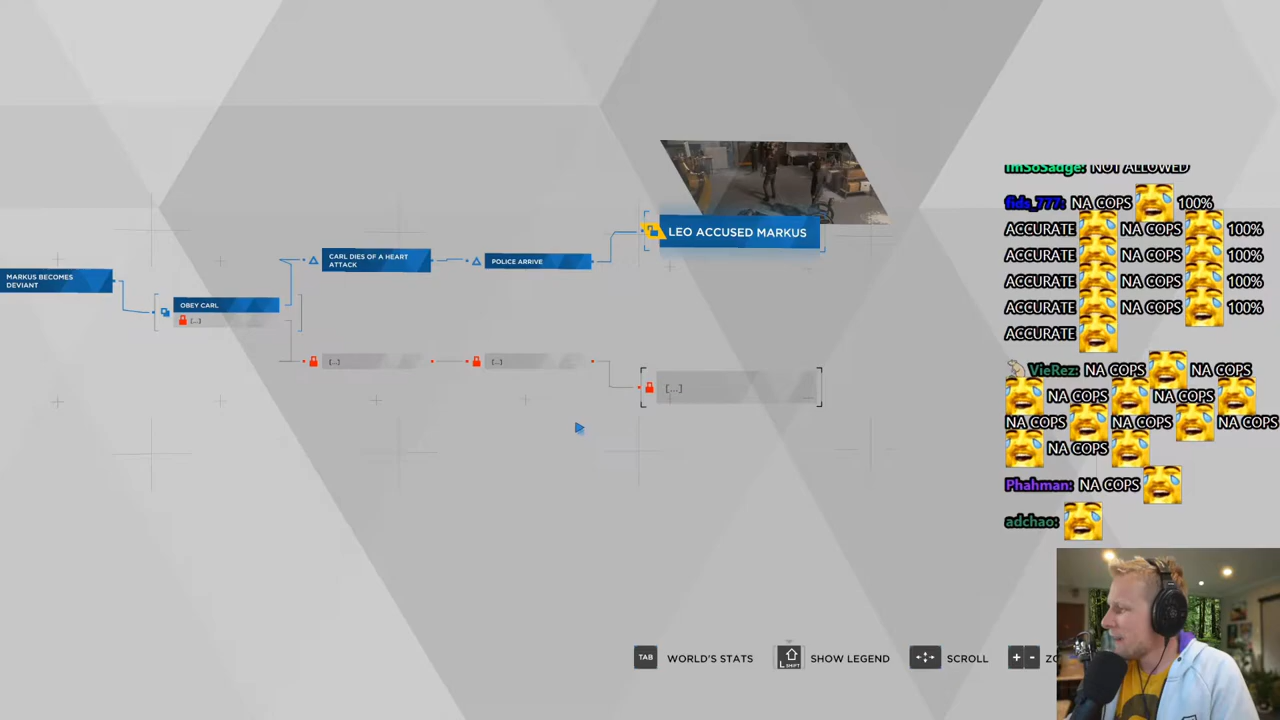 MARKUS BECOMES
DEVIANT
OBEY CARL
[...]
CARL DIES OF A HEART
ATTACK
POLICE ARRIVE
LEO ACCUSED MARKUS
[...]
[...]
[...]
ImSoSadge: NOT ALLOWED
fids_777: NA COPS 100%
ACCURATE NA COPS 100%
ACCURATE NA COPS 100%
ACCURATE NA COPS 100%
ACCURATE NA COPS 100%
ACCURATE
VieRez: NA COPS NA COPS
NA COPS NA COPS
NA COPS NA COPS NA COPS
NA COPS
Phahman: NA COPS
adchao:
TAB WORLD'S STATS
L SHIFT SHOW LEGEND
SCROLL
+ - ZO